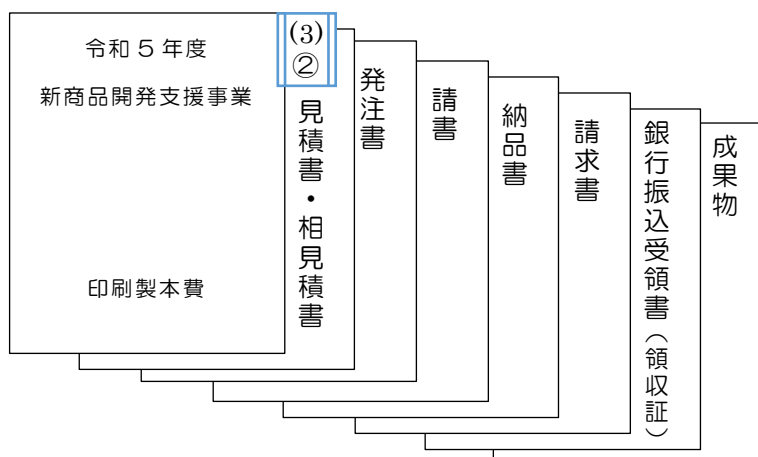 令和5年度
新商品開発支援事業
印刷製本費
(3)
②
見積書・相見積書
発注書
請書
納品書
請求書
銀行振込受領書(領収証)
成果物